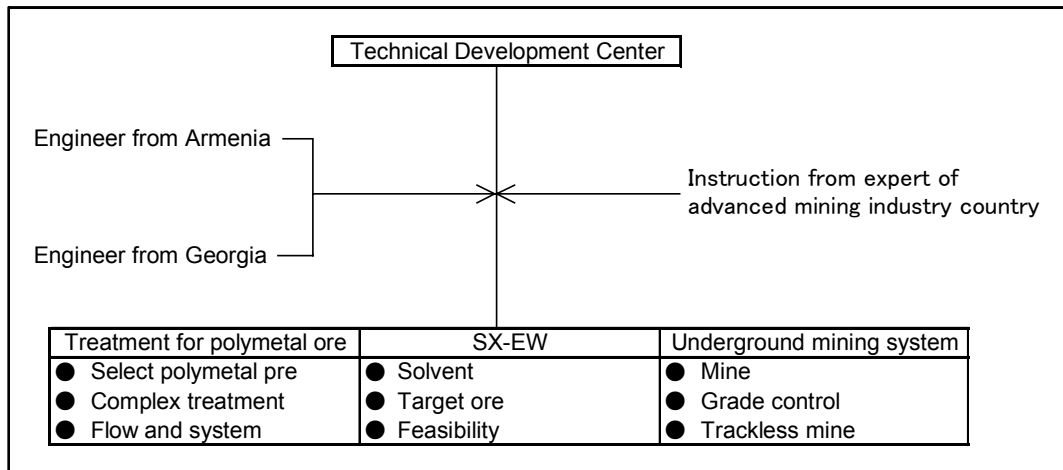 Technical Development Center
Engineer from Armenia
Engineer from Georgia
Instruction from expert of
advanced mining industry country
Treatment for polymetal ore
● Select polymetal pre
● Complex treatment
● Flow and system
SX-EW
● Solvent
● Target ore
● Feasibility
Underground mining system
● Mine
● Grade control
● Trackless mine